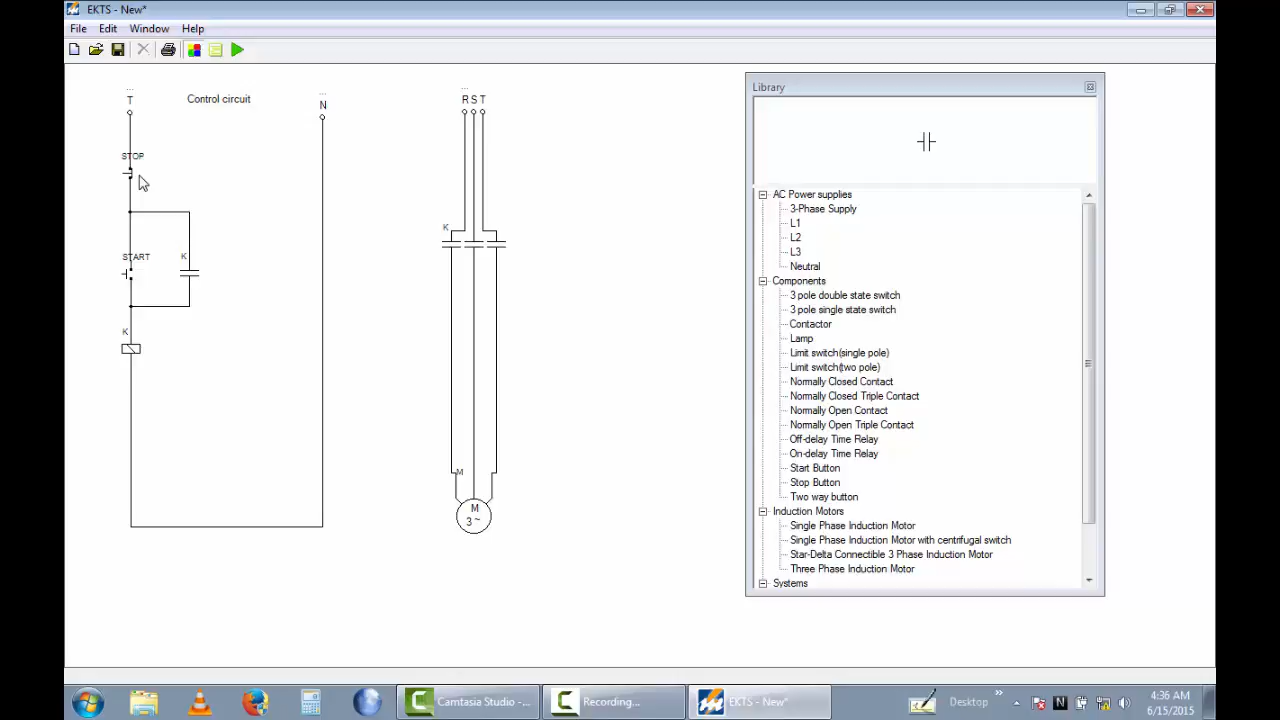 EKTS - New*
File Edit Window Help
...
T
Control circuit
...
N
...
R S T
STOP
START
K
K
K
M
M
3 ~
Library
AC Power supplies
3-Phase Supply
L1
L2
L3
Neutral
Components
3 pole double state switch
3 pole single state switch
Contactor
Lamp
Limit switch(single pole)
Limit switch(two pole)
Normally Closed Contact
Normally Closed Triple Contact
Normally Open Contact
Normally Open Triple Contact
Off-delay Time Relay
On-delay Time Relay
Start Button
Stop Button
Two way button
Induction Motors
Single Phase Induction Motor
Single Phase Induction Motor with centrifugal switch
Star-Delta Connectible 3 Phase Induction Motor
Three Phase Induction Motor
Systems
Camtasia Studio -...
Recording...
EKTS - New*
Desktop
N
4:36 AM
6/15/2015